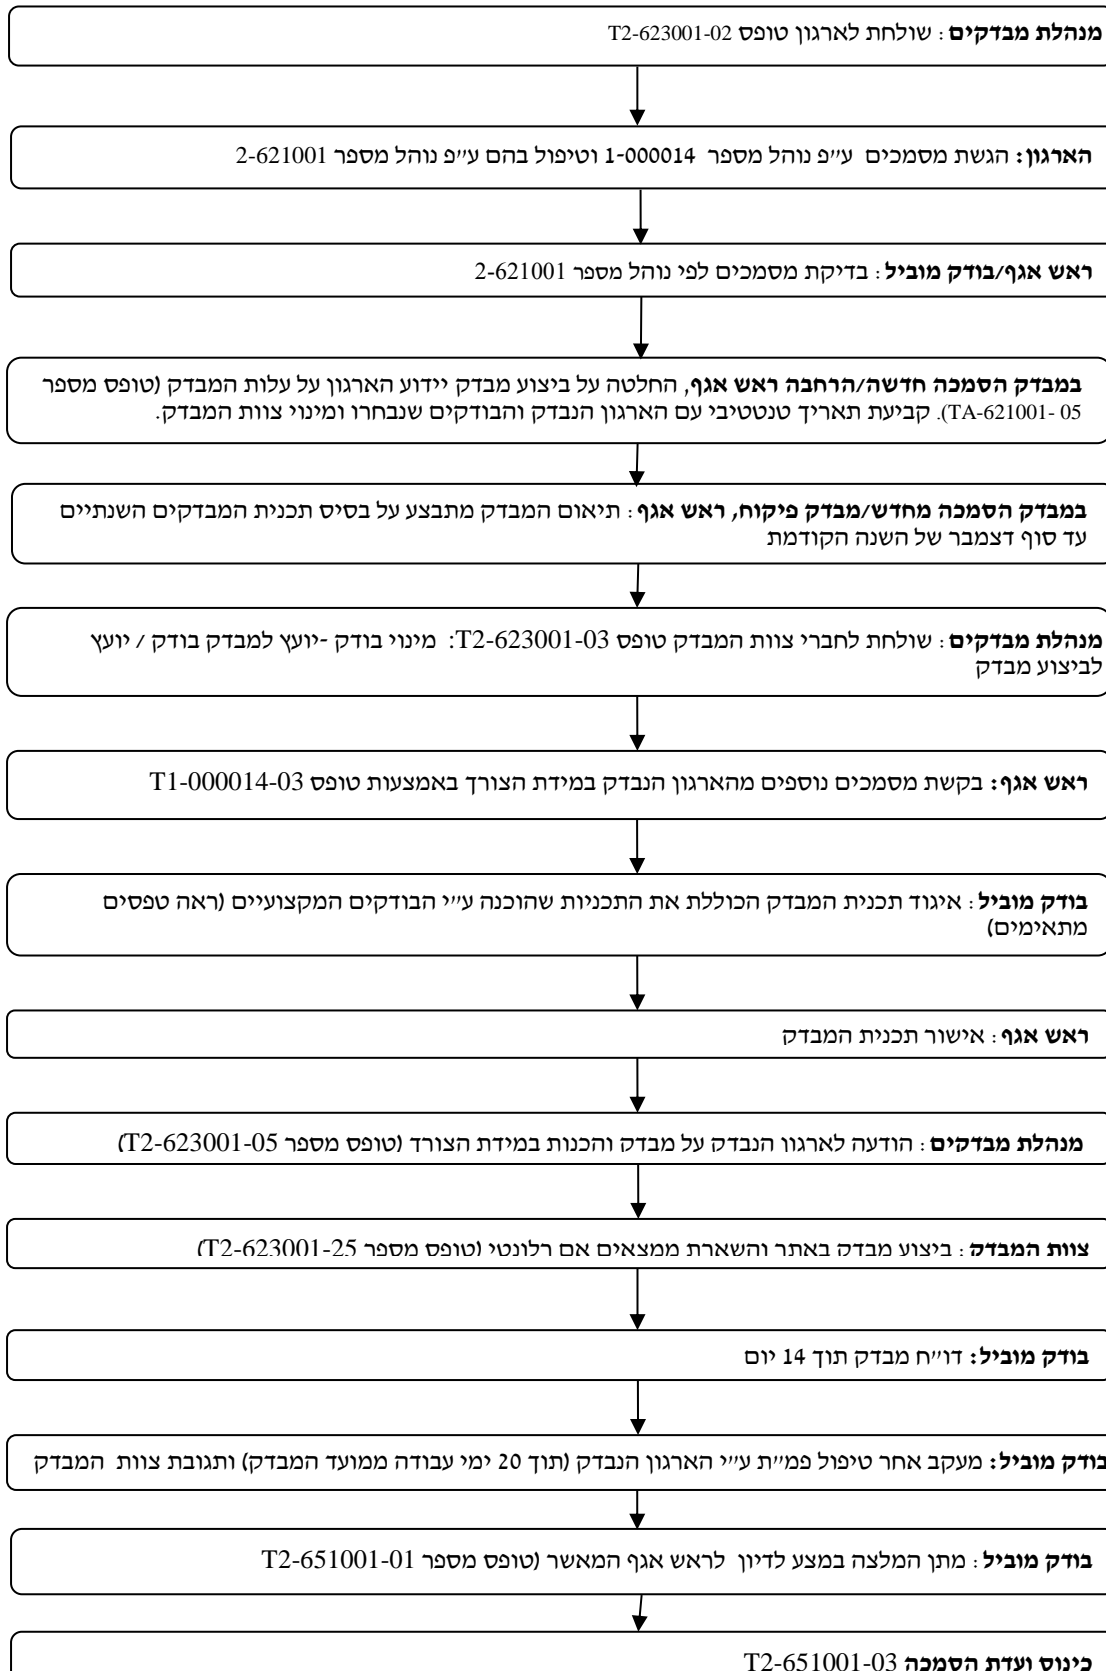 מנהלת מבדקים: שולחת לארגון טופס T2-623001-02
הארגון: הגשת מסמכים ע״פ נוהל מספר 1-000014 וטיפול בהם ע״פ נוהל מספר 2-621001
ראש אגף/בודק מוביל: בדיקת מסמכים לפי נוהל מספר 2-621001
במבדק הסמכה חדשה/הרחבה ראש אגף, החלטה על ביצוע מבדק יידוע הארגון על עלות המבדק (טופס מספר
TA-621001- 05). קביעת תאריך טנטטיבי עם הארגון הנבדק והבודקים שנבחרו ומינוי צוות המבדק.
במבדק הסמכה מחדש/מבדק פיקוח, ראש אגף: תיאום המבדק מתבצע על בסיס תכנית המבדקים השנתיים
עד סוף דצמבר של השנה הקודמת
מנהלת מבדקים: שולחת לחברי צוות המבדק טופס T2-623001-03: מינוי בודק -יועץ למבדק בודק / יועץ
לביצוע מבדק
ראש אגף: בקשת מסמכים נוספים מהארגון הנבדק במידת הצורך באמצעות טופס T1-000014-03
בודק מוביל: איגוד תכנית המבדק הכוללת את התכניות שהוכנה ע״י הבודקים המקצועיים (ראה טפסים
מתאימים)
ראש אגף: אישור תכנית המבדק
מנהלת מבדקים: הודעה לארגון הנבדק על מבדק והכנות במידת הצורך (טופס מספר T2-623001-05)
צוות המבדק: ביצוע מבדק באתר והשארת ממצאים אם רלונטי (טופס מספר T2-623001-25)
בודק מוביל: דו״ח מבדק תוך 14 יום
בודק מוביל: מעקב אחר טיפול פמ״ת ע״י הארגון הנבדק (תוך 20 ימי עבודה ממועד המבדק) ותגובת צוות המבדק
בודק מוביל: מתן המלצה במצע לדיון לראש אגף המאשר (טופס מספר T2-651001-01
כינוס ועדת הסמכה T2-651001-03